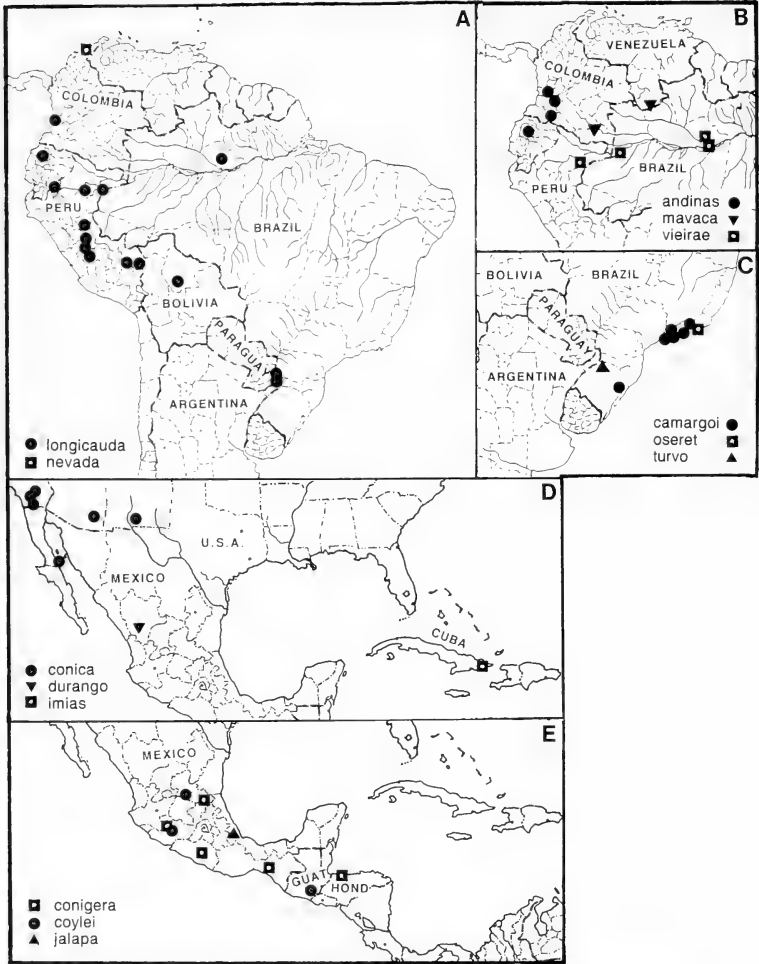 A
COLOMBIA
PERU
BRAZIL
BOLIVIA
PARAGUAY
ARGENTINA
longicauda
nevada
B
VENEZUELA
COLOMBIA
BRAZIL
PERU
andinas
mavaca
vieirae
C
BOLIVIA
BRAZIL
PARAGUAY
ARGENTINA
camargoi
oseret
turvo
D
U.S.A.
MEXICO
CUBA
conica
durango
imias
E
MEXICO
GUAT
HOND
conigera
coylei
jalapa